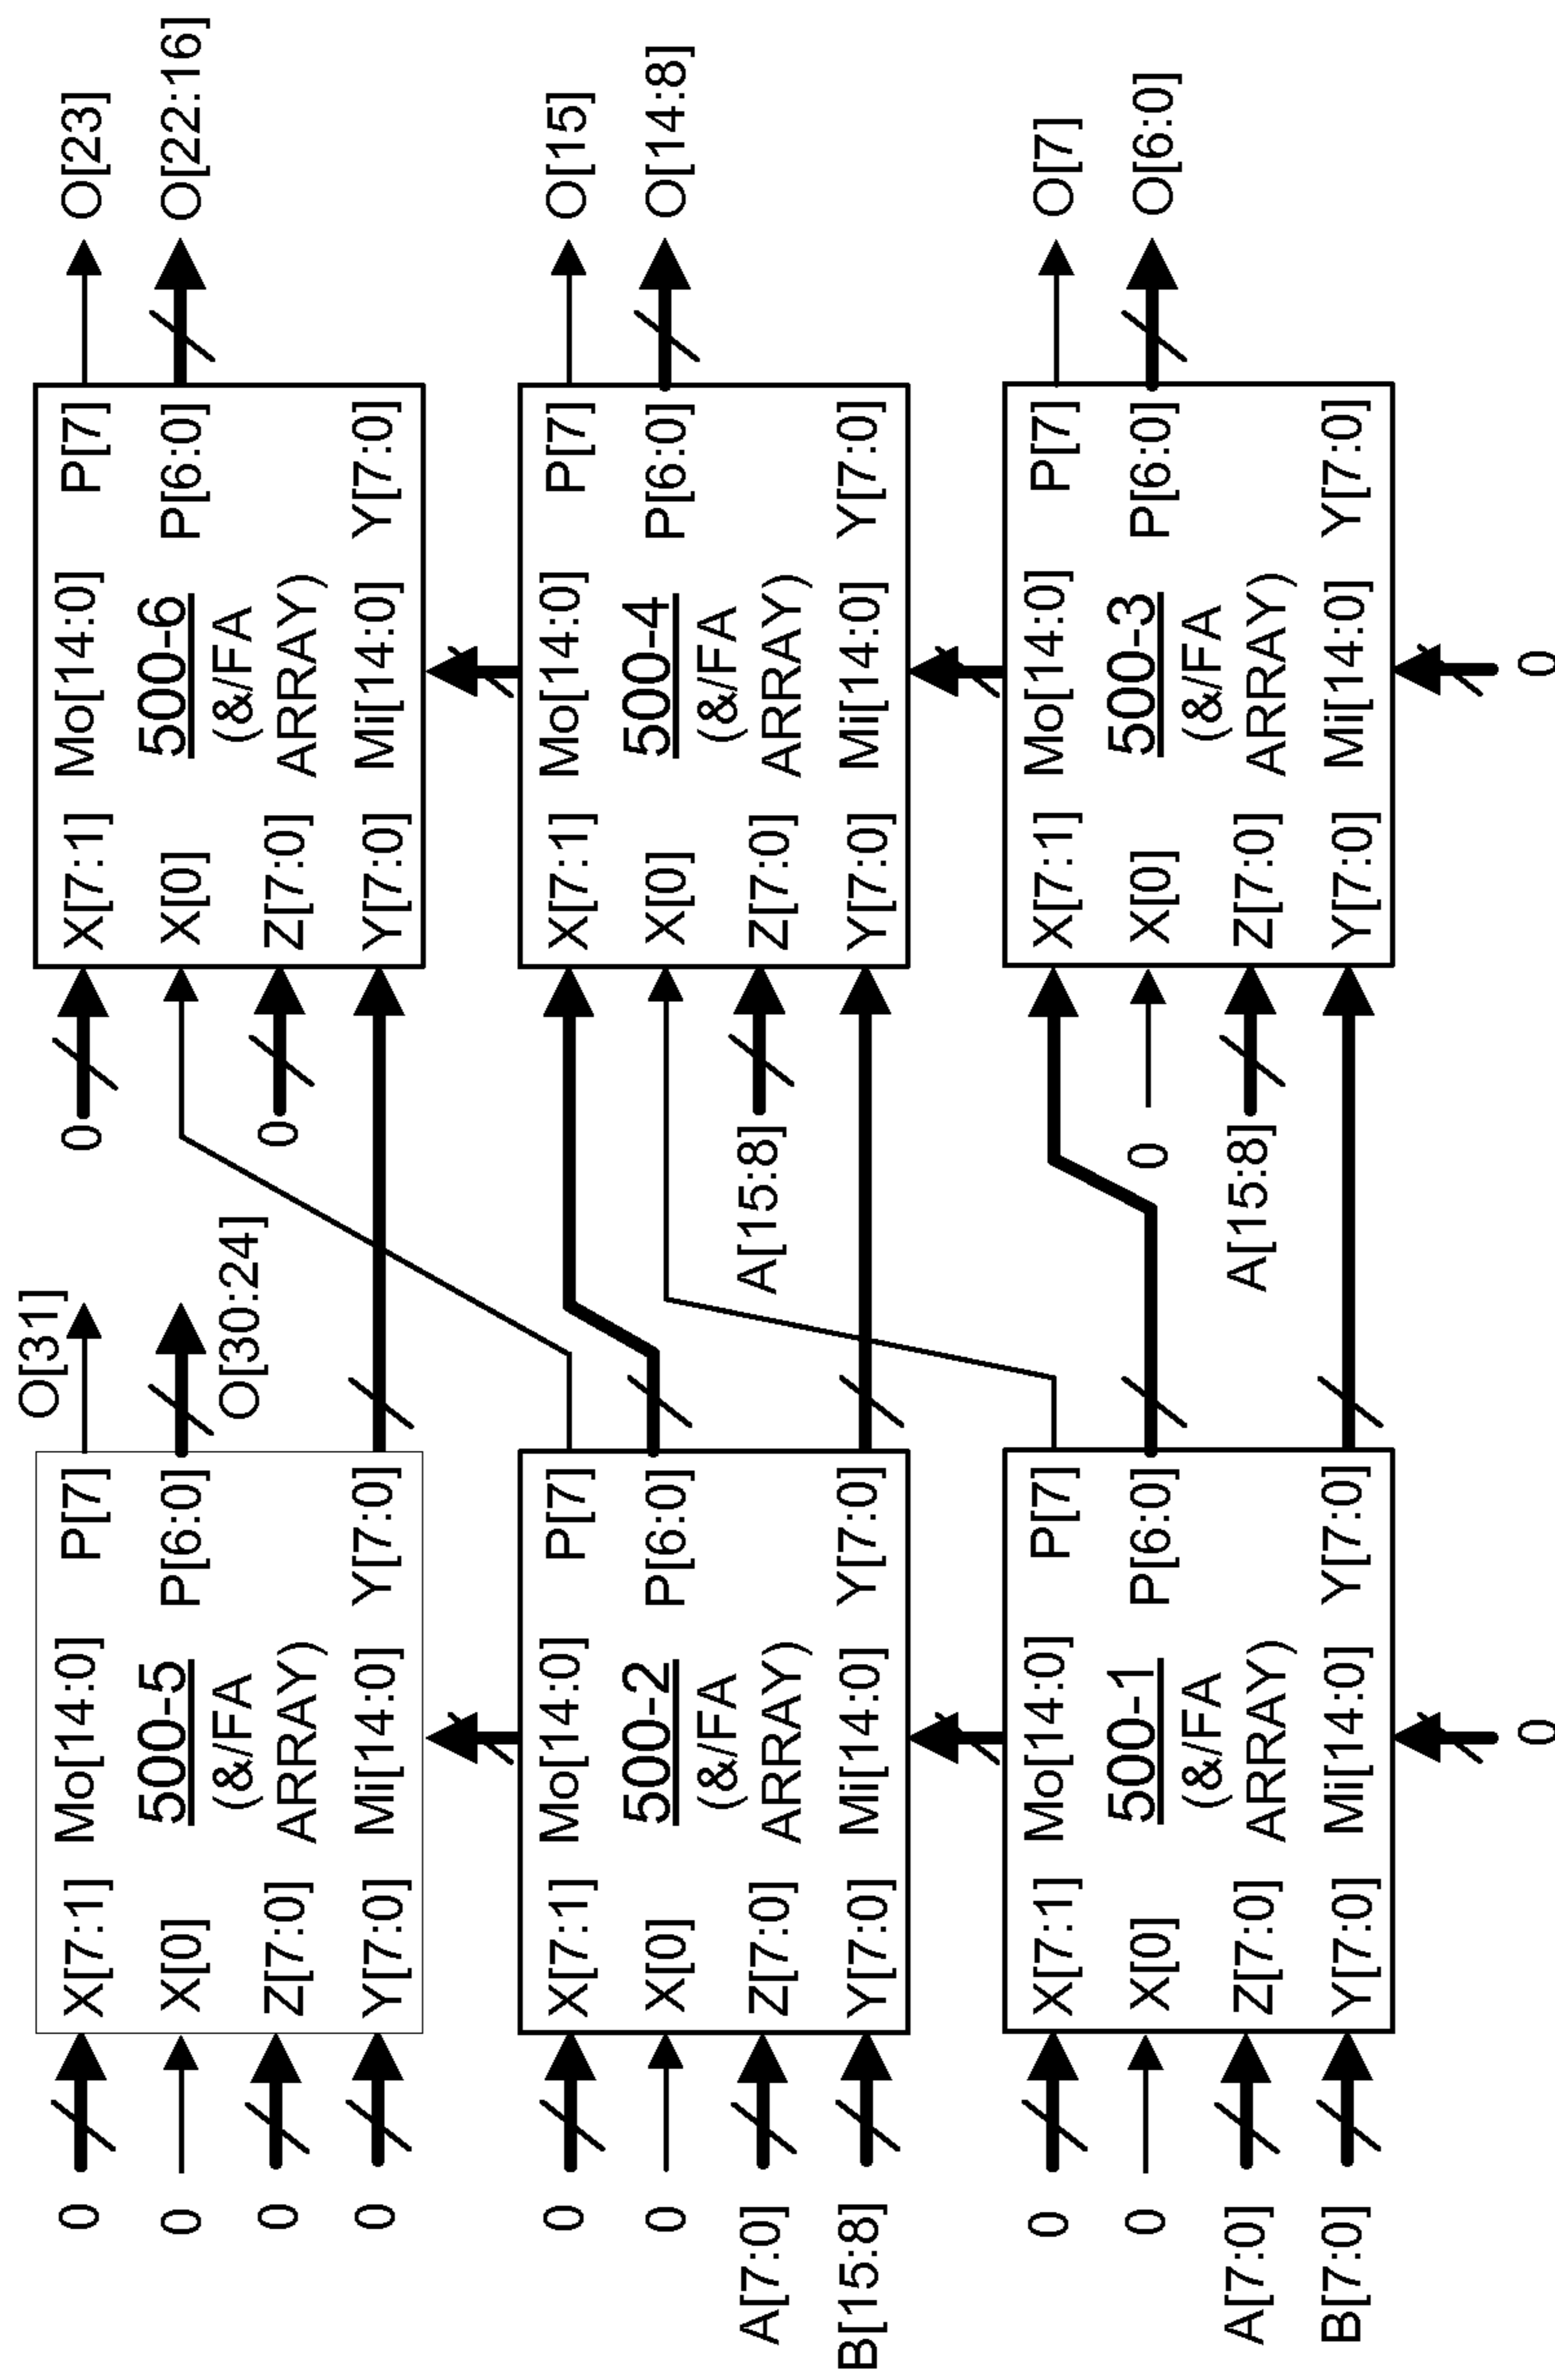 O[31]
0 X[7:1] Mo[14:0] P[7] 0 X[7:1] Mo[14:0] P[7] O[23]
0 X[0] 500-5 P[6:0] X[0] 500-6 P[6:0] O[22:16]
(&/FA O[30:24] (&/FA
0 Z[7:0] ARRAY) 0 Z[7:0] ARRAY)
0 Y[7:0] Mi[14:0] Y[7:0] Y[7:0] Mi[14:0] Y[7:0]
0 X[7:1] Mo[14:0] P[7] X[7:1] Mo[14:0] P[7] O[15]
0 X[0] 500-2 P[6:0] X[0] 500-4 P[6:0] O[14:8]
(&/FA (&/FA
A[7:0] Z[7:0] ARRAY) A[15:8] Z[7:0] ARRAY)
B[15:8] Y[7:0] Mi[14:0] Y[7:0] Y[7:0] Mi[14:0] Y[7:0]
0 X[7:1] Mo[14:0] P[7] X[7:1] Mo[14:0] P[7] O[7]
0 X[0] 500-1 P[6:0] 0 X[0] 500-3 P[6:0] O[6:0]
(&/FA (&/FA
A[7:0] Z[7:0] ARRAY) A[15:8] Z[7:0] ARRAY)
B[7:0] Y[7:0] Mi[14:0] Y[7:0] Y[7:0] Mi[14:0] Y[7:0]
0 0